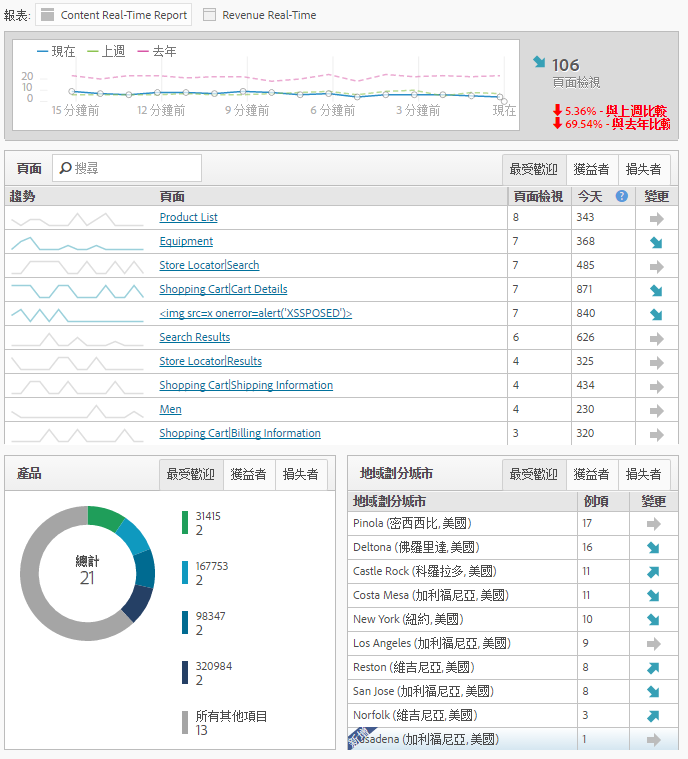 報表: Content Real-Time Report Revenue Real-Time
現在 上週 去年
20
10
0
15 分鐘前 12 分鐘前 9 分鐘前 6 分鐘前 3 分鐘前 現在
106
頁面檢視
5.36% - 與上週比較
69.54% - 與去年比較
頁面 搜尋 最受歡迎 獲益者 損失者
趨勢 頁面 頁面檢視 今天 ? 變更
Product List 8 343
Equipment 7 368
Store Locator|Search 7 485
Shopping Cart|Cart Details 7 871
<img src=x onerror=alert('XSSPOSED')> 7 840
Search Results 6 626
Store Locator|Results 4 325
Shopping Cart|Shipping Information 4 434
Men 4 230
Shopping Cart|Billing Information 3 320
產品 最受歡迎 獲益者 損失者
總計
21
31415
2
167753
2
98347
2
320984
2
所有其他項目
13
地域劃分城市 最受歡迎 獲益者 損失者
地域劃分城市 例項 變更
Pinola (密西西比, 美國) 17
Deltona (佛羅里達, 美國) 16
Castle Rock (科羅拉多, 美國) 11
Costa Mesa (加利福尼亞, 美國) 11
New York (紐約, 美國) 10
Los Angeles (加利福尼亞, 美國) 9
Reston (維吉尼亞, 美國) 8
San Jose (加利福尼亞, 美國) 8
Norfolk (維吉尼亞, 美國) 3
新增 usadena (加利福尼亞, 美國) 1